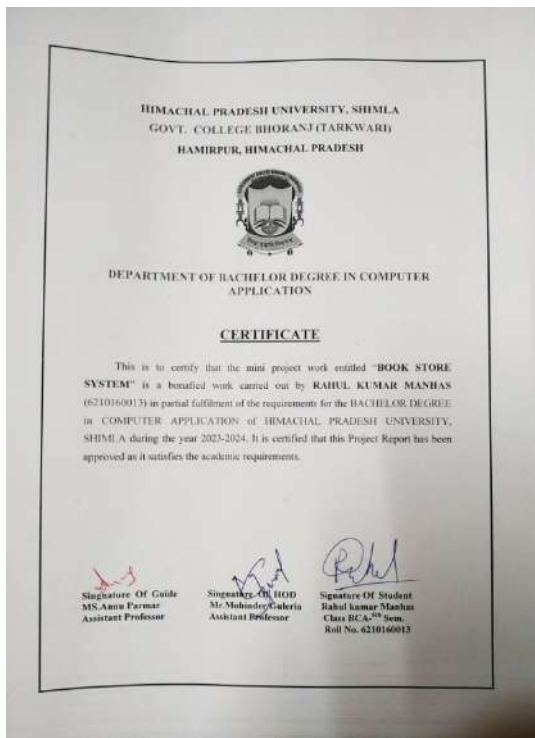 HIMACHAL PRADESH UNIVERSITY, SHIMLA
GOVT. COLLEGE BHORANJ (TARKWARI)
HAMIRPUR, HIMACHAL PRADESH
DEPARTMENT OF BACHELOR DEGREE IN COMPUTER
APPLICATION
CERTIFICATE
This is to certify that the mini project work entitled "BOOK STORE
SYSTEM" is a bonafied work carried out by RAHUL KUMAR MANHAS
(6210160013) in partial fulfilment of the requirements for the BACHELOR DEGREE
in COMPUTER APPLICATION of HIMACHAL PRADESH UNIVERSITY,
SHIMLA during the year 2023-2024. It is certified that this Project Report has been
approved as it satisfies the academic requirements.
Rahul
Singnature Of Guide
MS.Annu Parmar
Assistant Professor
Singnature Of HOD
Mr.Mohinder Guleria
Assistant Professor
Signature Of Student
Rahul kamar Manhas
Class BCA- Sem.
Roll No. 6210160013